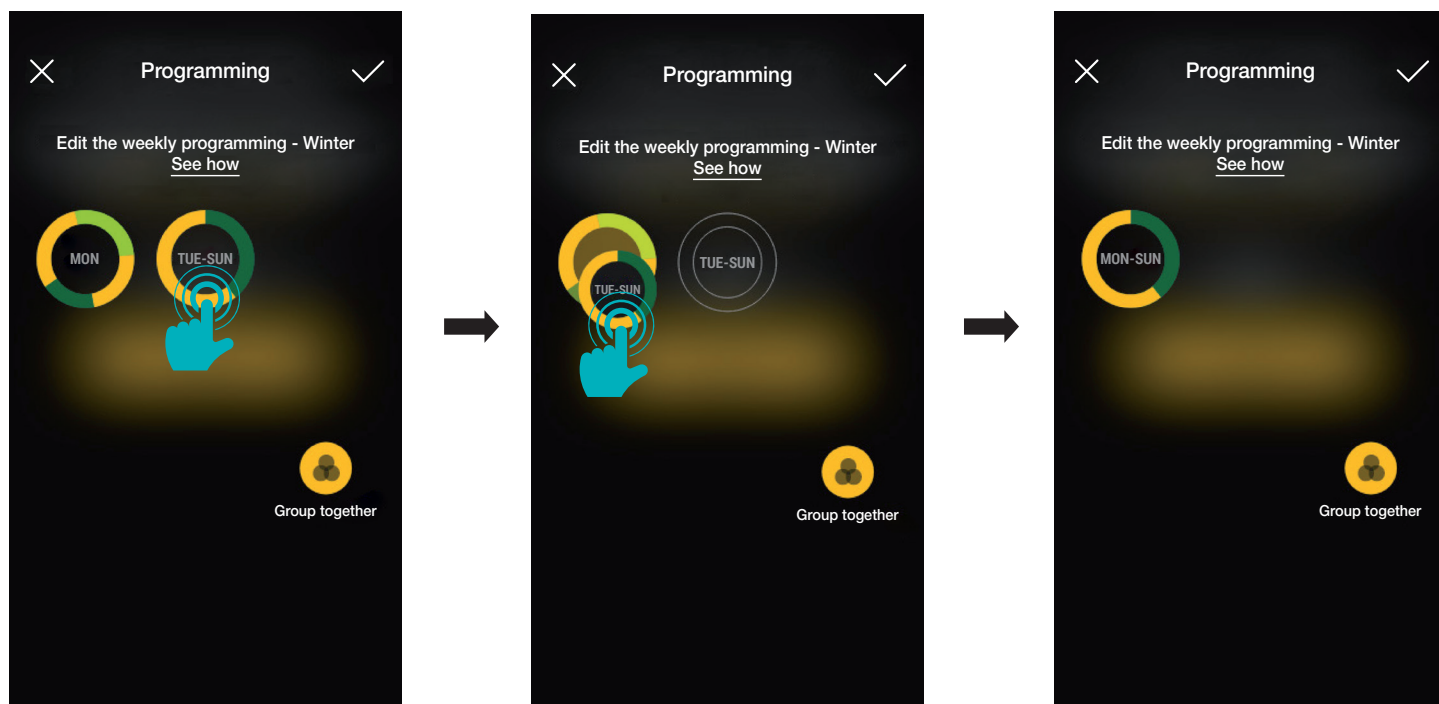 Programming
Edit the weekly programming - Winter
See how
MON
TUE-SUN
Group together
Programming
Edit the weekly programming - Winter
See how
TUE-SUN
TUE-SUN
Group together
Programming
Edit the weekly programming - Winter
See how
MON-SUN
Group together